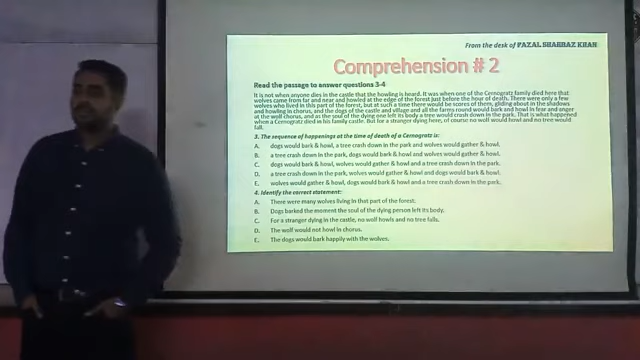 From the desk of FAZAL SHAHBAZ KHAN
Comprehension # 2
Read the passage to answer questions 3-4
It is not when anyone dies in the castle that the howling is heard. It was when one of the Cernogratz family died here that
wolves came from far and near and howled at the edge of the forest just before the hour of death. There were only a few
wolves who lived in this part of the forest, but at such a time there would be scores of them, gliding about in the shadows
and howling in chorus, and the dogs of the castle and village and all the farms round would bark and howl in fear and anger
at the wolf chorus, and as the soul of the dying one left its body a tree would crash down in the park. That is what happened
when a Cernogratz died in his family castle. But for a stranger dying here, of course no wolf would howl and no tree would
fall.
3. The sequence of happenings at the time of death of a Cernogratz is:
A. dogs would bark & howl, a tree crash down in the park and wolves would gather & howl.
B. a tree crash down in the park, dogs would bark & howl and wolves would gather & howl.
C. dogs would bark & howl, wolves would gather & howl and a tree crash down in the park.
D. a tree crash down in the park, wolves would gather & howl and dogs would bark & howl.
E. wolves would gather & howl, dogs would bark & howl and a tree crash down in the park.
4. Identify the correct statement:
A. There were many wolves living in that part of the forest.
B. Dogs barked the moment the soul of the dying person left its body.
C. For a stranger dying in the castle, no wolf howls and no tree falls.
D. The wolf would not howl in chorus.
E. The dogs would bark happily with the wolves.